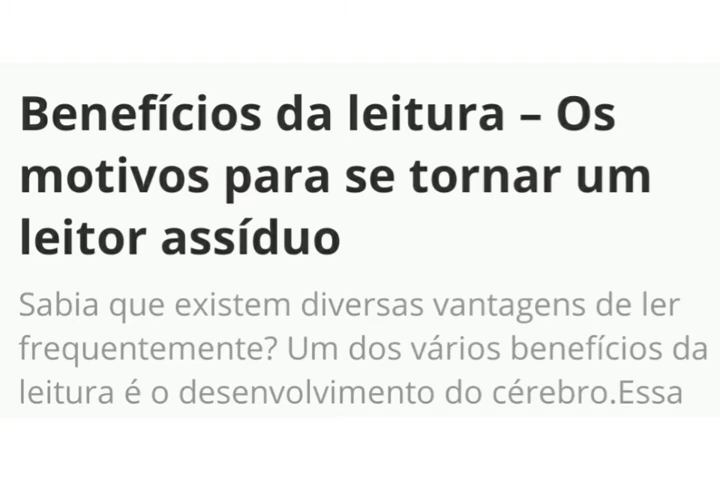 Benefícios da leitura – Os
motivos para se tornar um
leitor assíduo
Sabia que existem diversas vantagens de ler
frequentemente? Um dos vários benefícios da
leitura é o desenvolvimento do cérebro.Essa